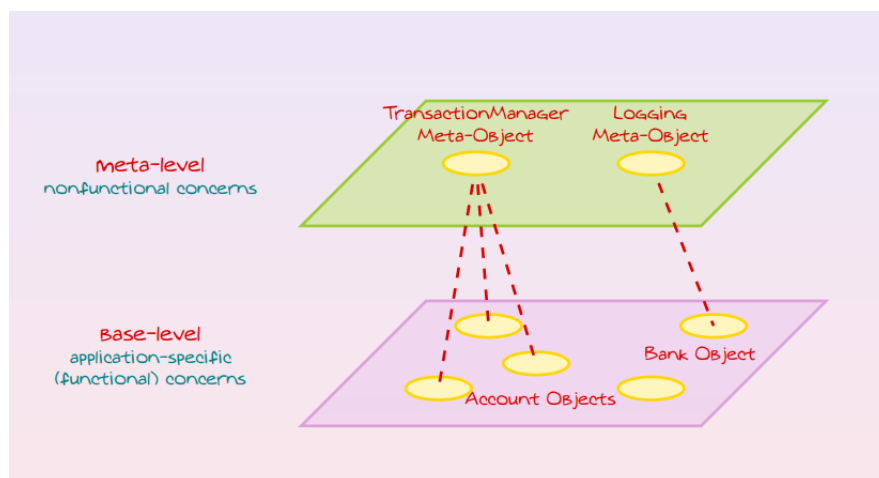 TransactionManager
Meta-Object
Logging
Meta-Object
meta-level
nonfunctional concerns
Base-level
application-specific
(functional) concerns
Bank Object
Account Objects